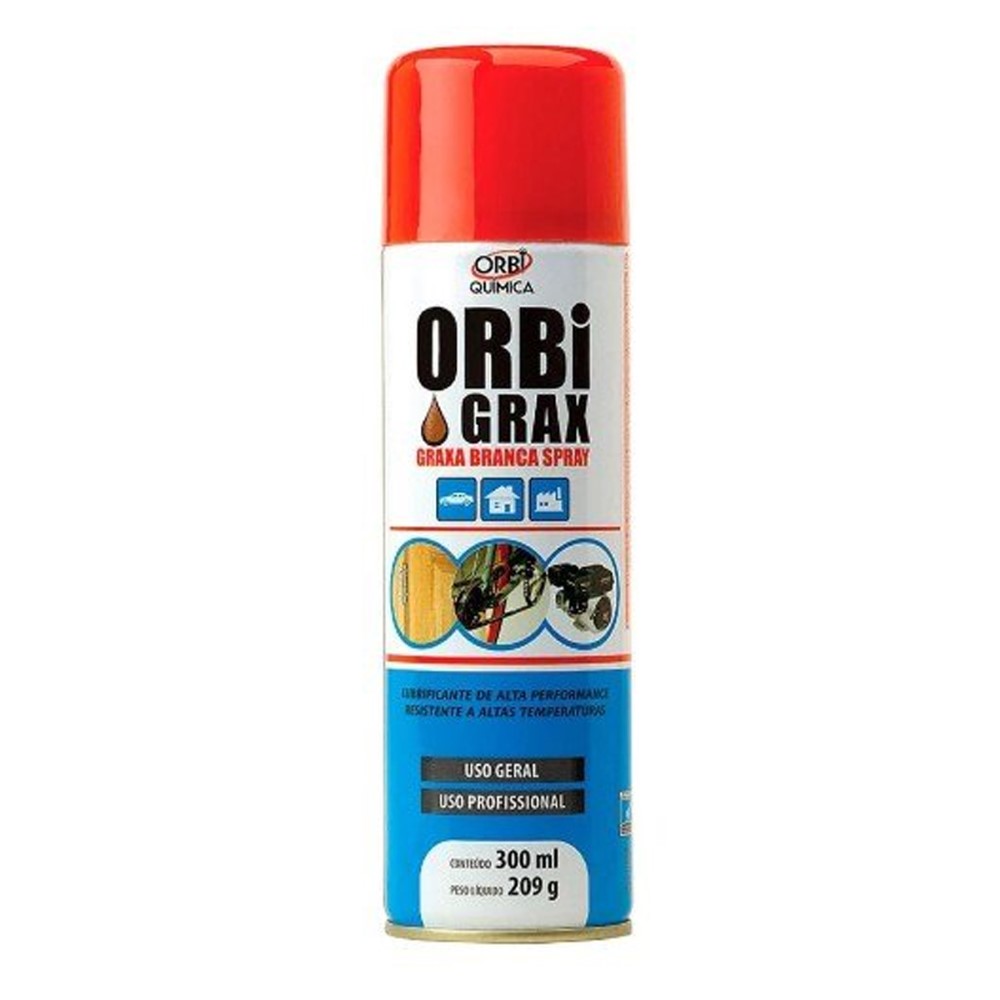 ORBi
QUÍMICA
ORBi
GRAX
GRAXA BRANCA SPRAY
LUBRIFICANTE DE ALTA PERFORMANCE
RESISTENTE A ALTAS TEMPERATURAS
USO GERAL
USO PROFISSIONAL
CONTEÚDO 300 ml
PESO LÍQUIDO 209 g